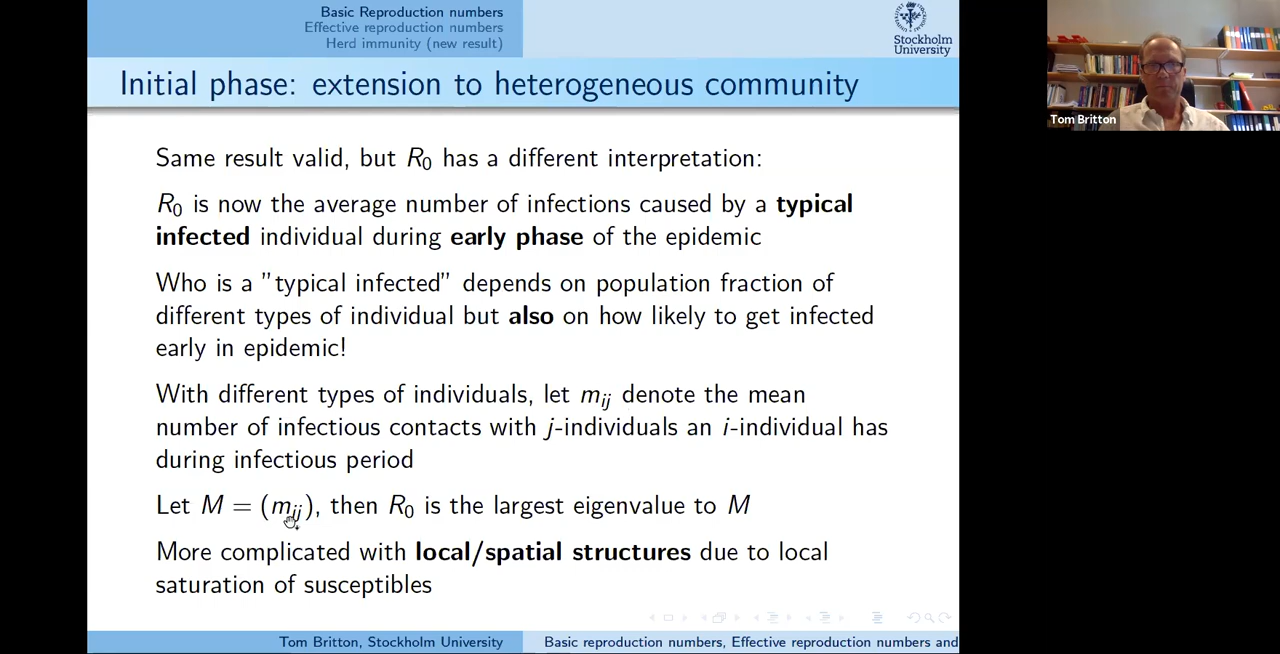 Basic Reproduction numbers
Effective reproduction numbers
Herd immunity (new result)
Stockholm
University
Initial phase: extension to heterogeneous community
Same result valid, but R₀ has a different interpretation:
R₀ is now the average number of infections caused by a typical
infected individual during early phase of the epidemic
Who is a ”typical infected” depends on population fraction of
different types of individual but also on how likely to get infected
early in epidemic!
With different types of individuals, let mᵢⱼ denote the mean
number of infectious contacts with j-individuals an i-individual has
during infectious period
Let M = (mᵢⱼ), then R₀ is the largest eigenvalue to M
More complicated with local/spatial structures due to local
saturation of susceptibles
Tom Britton, Stockholm University
Basic reproduction numbers, Effective reproduction numbers and
Tom Britton